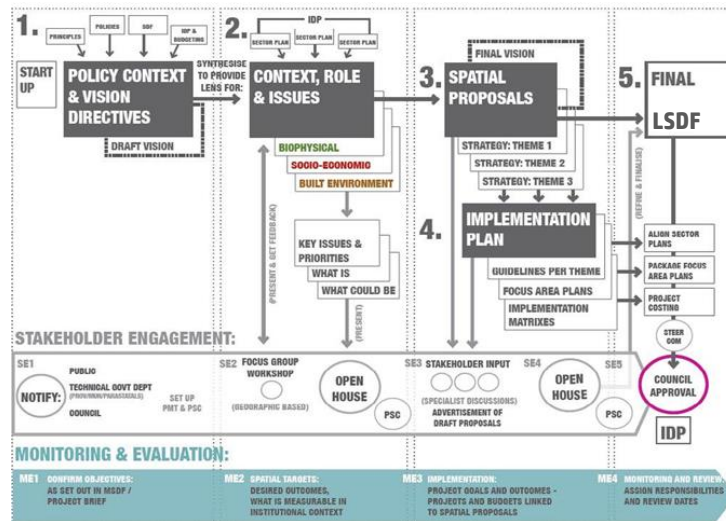 1.
PRINCIPLES
POLICIES
SDF
IDP & BUDGETING
START UP
POLICY CONTEXT & VISION DIRECTIVES
DRAFT VISION
SYNTHESISE TO PROVIDE LENS FOR:
2.
IDP
SECTOR PLAN
SECTOR PLAN
SECTOR PLAN
CONTEXT, ROLE & ISSUES
BIOPHYSICAL
SOCIO-ECONOMIC
BUILT ENVIRONMENT
KEY ISSUES & PRIORITIES
WHAT IS
WHAT COULD BE
(PRESENT & GET FEEDBACK)
(PRESENT)
3.
FINAL VISION
SPATIAL PROPOSALS
STRATEGY: THEME 1
STRATEGY: THEME 2
STRATEGY: THEME 3
4.
IMPLEMENTATION PLAN
GUIDELINES PER THEME
FOCUS AREA PLANS
IMPLEMENTATION MATRIXES
5.
FINAL
LSDF
(REFINE & FINALISE)
ALIGN SECTOR PLANS
PACKAGE FOCUS AREA PLANS
PROJECT COSTING
STEER COM
STAKEHOLDER ENGAGEMENT:
SE1
NOTIFY:
PUBLIC
TECHNICAL GOVT DEPT
COUNCIL
SET UP PMT & PSC
SE2
FOCUS GROUP WORKSHOP
(GEOGRAPHIC BASED)
OPEN HOUSE
PSC
SE3
STAKEHOLDER INPUT
(SPECIALIST DISCUSSIONS)
ADVERTISEMENT OF DRAFT PROPOSALS
SE4
OPEN HOUSE
SE5
PSC
COUNCIL APPROVAL
IDP
MONITORING & EVALUATION:
ME1 CONFIRM OBJECTIVES:
AS SET OUT IN MSDF /
PROJECT BRIEF
ME2 SPATIAL TARGETS:
DESIRED OUTCOMES,
WHAT IS MEASURABLE IN
INSTITUTIONAL CONTEXT
ME3 IMPLEMENTATION:
PROJECT GOALS AND OUTCOMES -
PROJECTS AND BUDGETS LINKED
TO SPATIAL PROPOSALS
ME4 MONITORING AND REVIEW:
ASSIGN RESPONSIBILITIES
AND REVIEW DATES